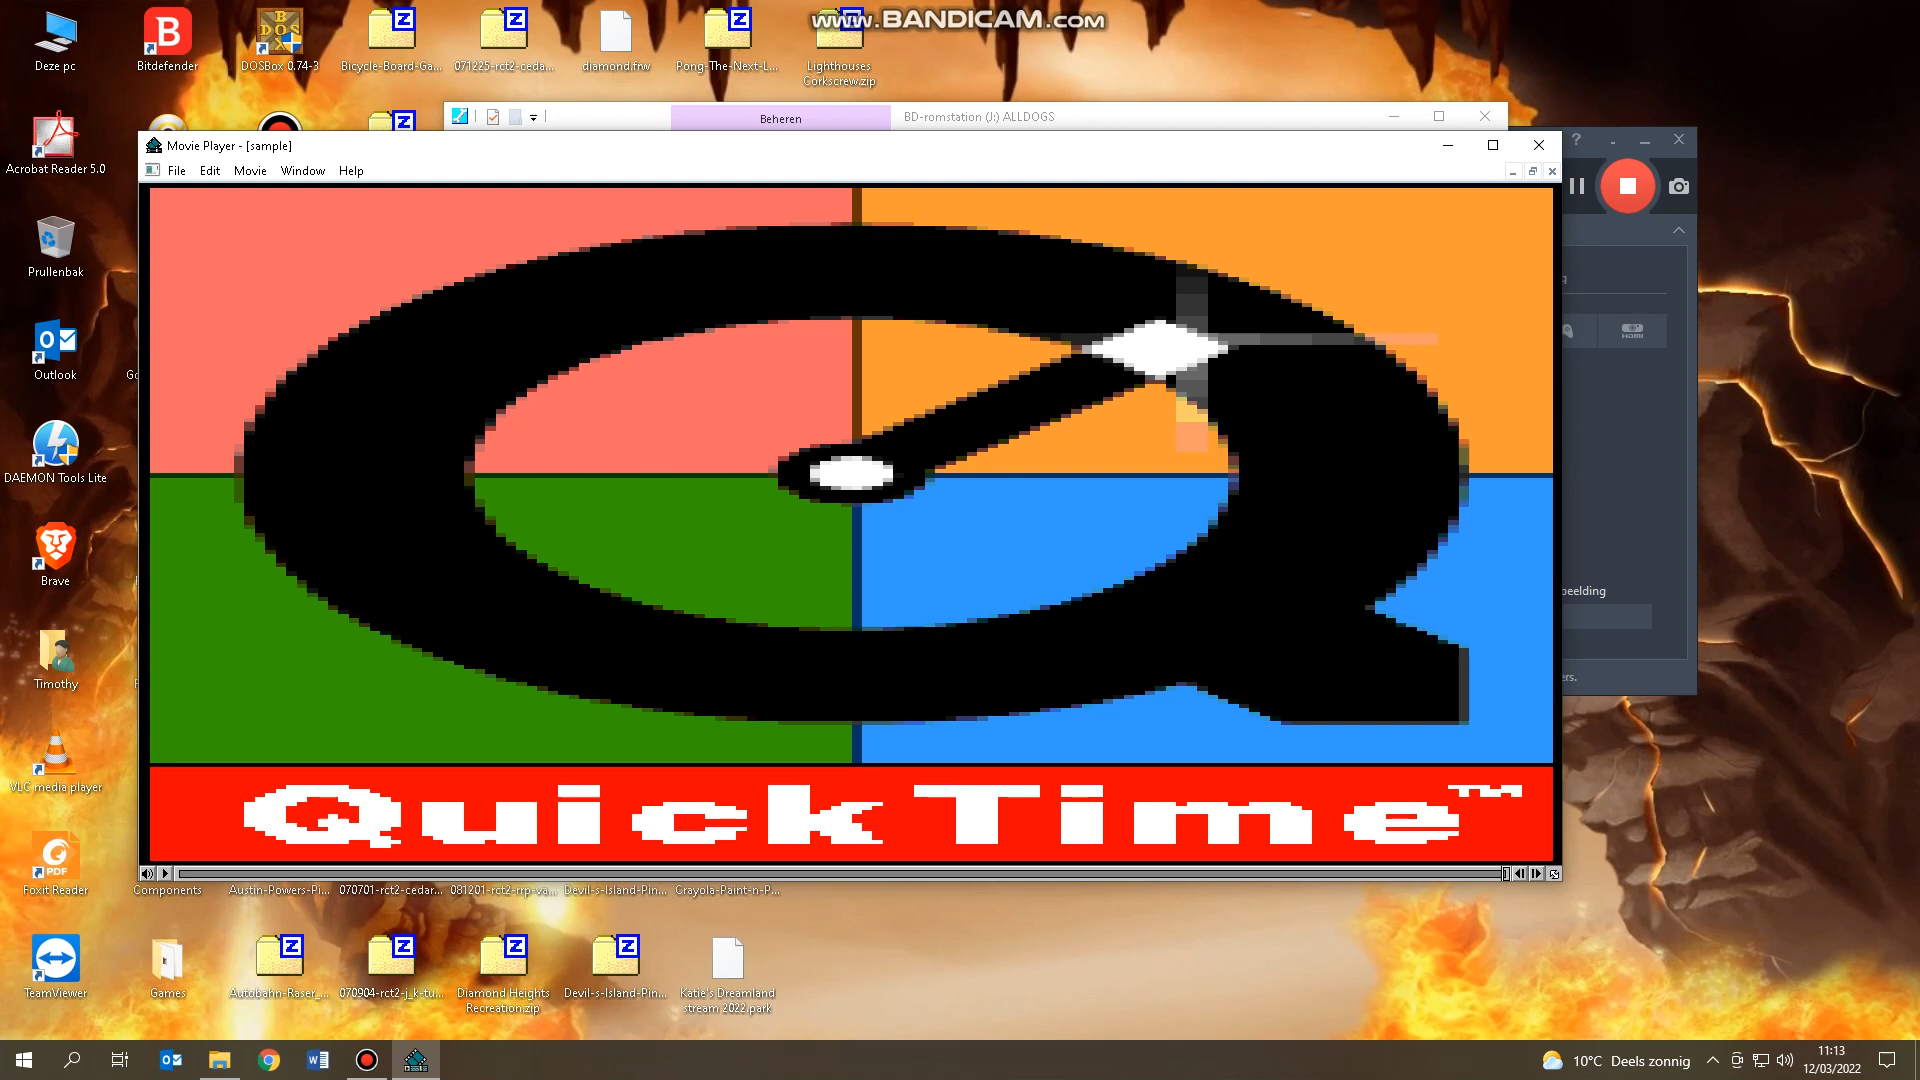 www.BANDICAM.com
Deze pc
Bitdefender
DOSBox 0.74-3
Bicycle-Board-Ga...
071225-rct2-ceda...
diamond.frw
Pong-The-Next-L...
Lighthouses
Corkscrew.zip
Beheren
BD-romstation (J:) ALLDOGS
Acrobat Reader 5.0
Movie Player - [sample]
File Edit Movie Window Help
Prullenbak
HDMI
Outlook
DAEMON Tools Lite
Brave
beelding
Timothy
ers.
VLC media player
QuickTime™
Foxit Reader
Components
Austin-Powers-Pi...
070701-rct2-cedar...
081201-rct2-rrp-va...
Devil-s-Island-Pin...
Crayola-Paint-n-P...
TeamViewer
Games
Autobahn-Raser_...
070904-rct2-j_k-tu...
Diamond Heights
Recreation.zip
Devil-s-Island-Pin...
Katie's Dreamland
stream 2022.park
10°C Deels zonnig
11:13
12/03/2022